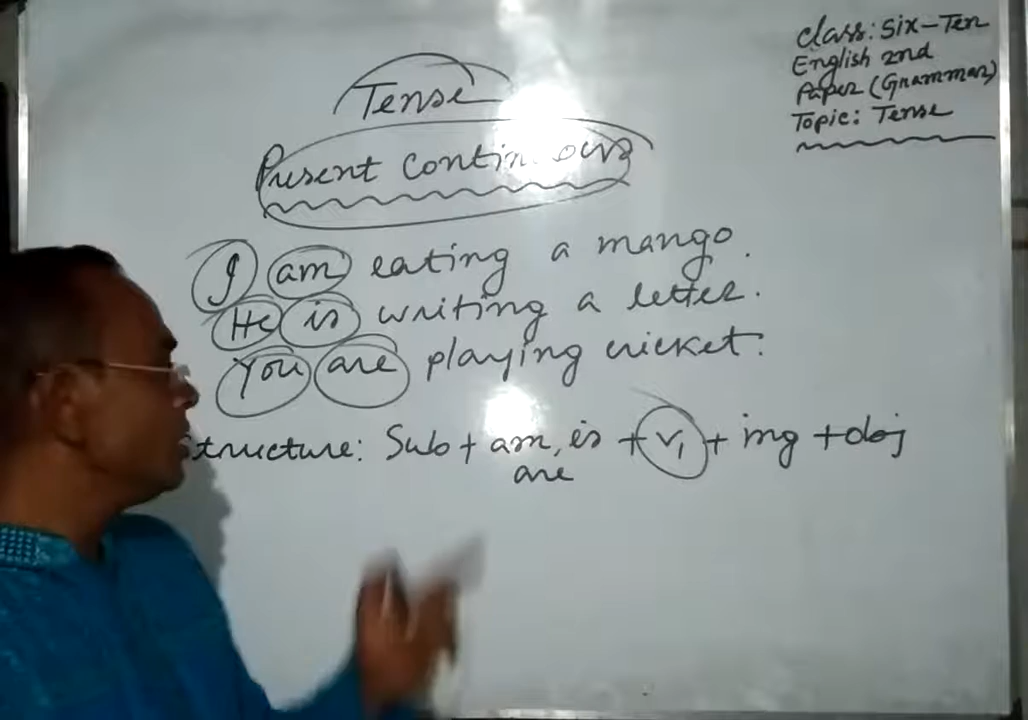 Class: Six-Ten
English 2nd
Paper (Grammar)
Topic: Tense
Tense
Present Continuous
I am eating a mango.
He is writing a letter.
You are playing cricket.
Structure: Sub + am, is + V1 + ing + obj
are